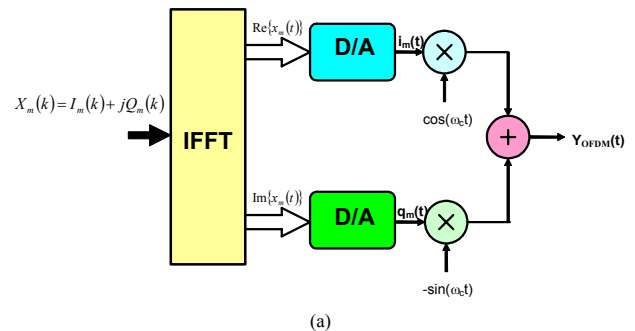 Re{x_m(t)}
D/A
i_m(t)
×
cos(ω_c t)
X_m(k) = I_m(k) + jQ_m(k)
IFFT
+
Y_OFDM(t)
Im{x_m(t)}
D/A
q_m(t)
×
-sin(ω_c t)
(a)